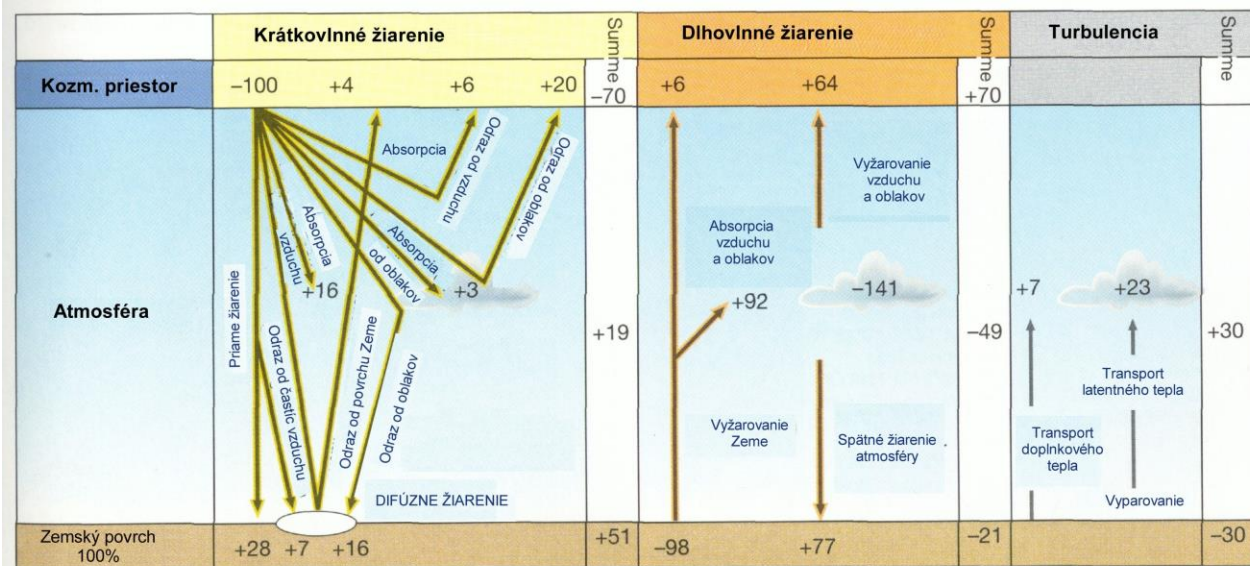 Krátkovlnné žiarenie
Summe
Dlhovlnné žiarenie
Summe
Turbulencia
Summe
Kozm. priestor
−100
+4
+6
+20
−70
+6
+64
+70
Atmosféra
Priame žiarenie
Absorpcia
vzduchu
+16
Odraz od častíc vzduchu
Absorpcia
Odraz od vzduchu
Odraz od oblakov
Absorpcia
od oblakov
+3
Odraz od povrchu Zeme
Odraz od oblakov
DIFÚZNE ŽIARENIE
+19
Absorpcia
vzduchu
a oblakov
+92
Vyžarovanie
Zeme
Vyžarovanie
vzduchu
a oblakov
−141
Spätné žiarenie
atmosféry
−49
+7
+23
Transport
latentného tepla
Transport
doplnkového
tepla
Vyparovanie
+30
Zemský povrch
100%
+28
+7
+16
+51
−98
+77
−21
−30